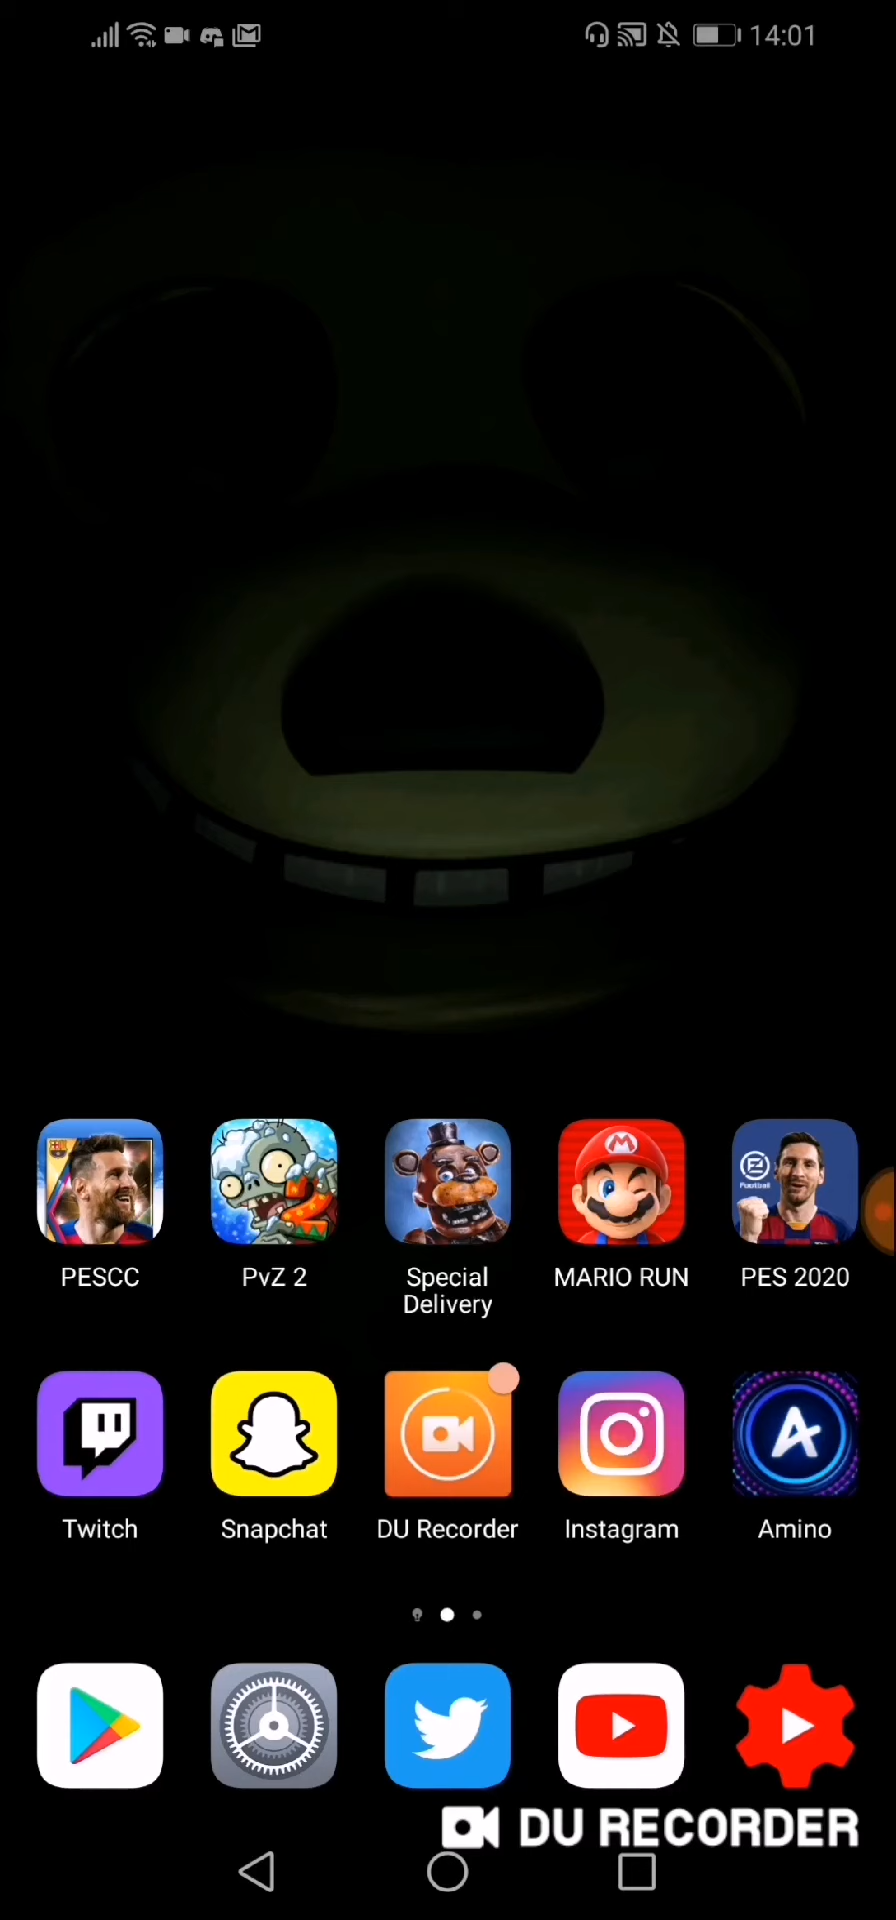 14:01
PESCC PvZ 2 Special Delivery MARIO RUN PES 2020
Twitch Snapchat DU Recorder Instagram Amino
DU RECORDER